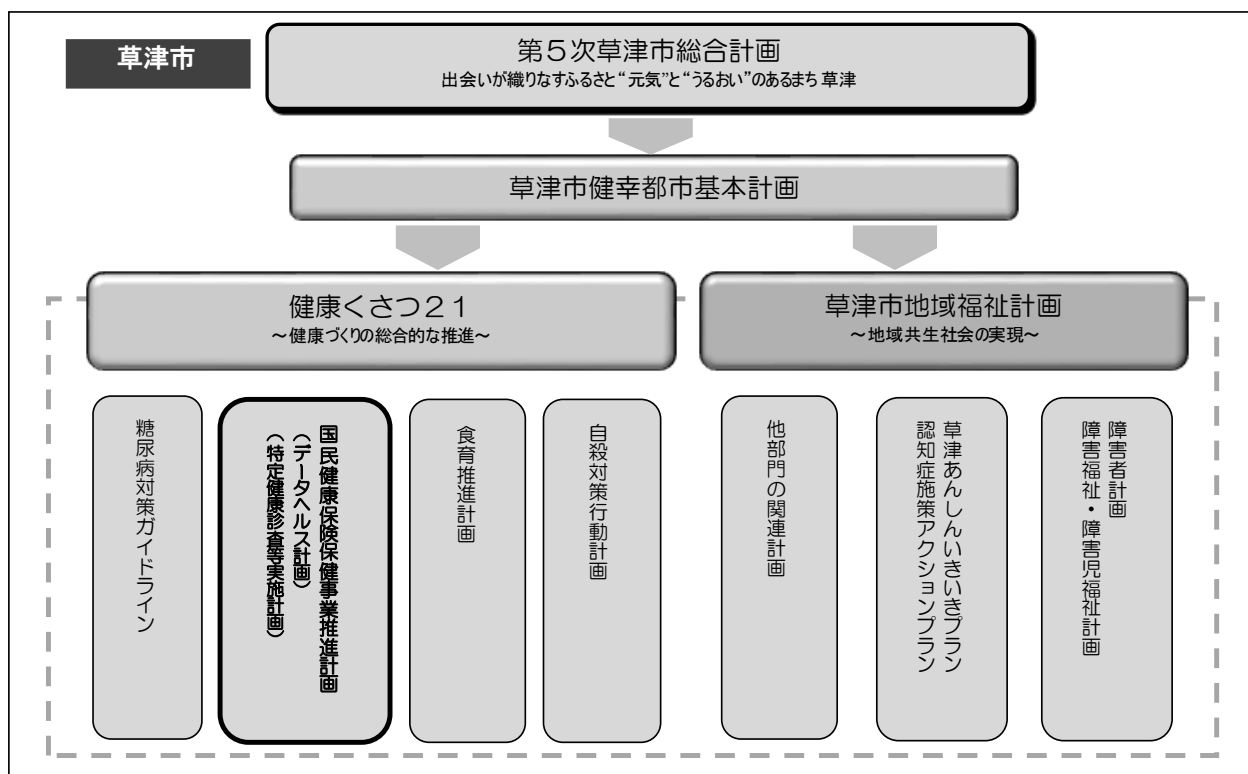 草津市
第5次草津市総合計画
出会いが織りなすふるさと“元気”と“うるおい”のあるまち 草津
草津市健幸都市基本計画
健康くさつ21
～健康づくりの総合的な推進～
草津市地域福祉計画
～地域共生社会の実現～
糖尿病対策ガイドライン
国民健康保険保健事業推進計画
（データヘルス計画）
（特定健康診査等実施計画）
食育推進計画
自殺対策行動計画
他部門の関連計画
草津あんしんいきいきプラン
認知症施策アクションプラン
障害者計画
障害福祉・障害児福祉計画